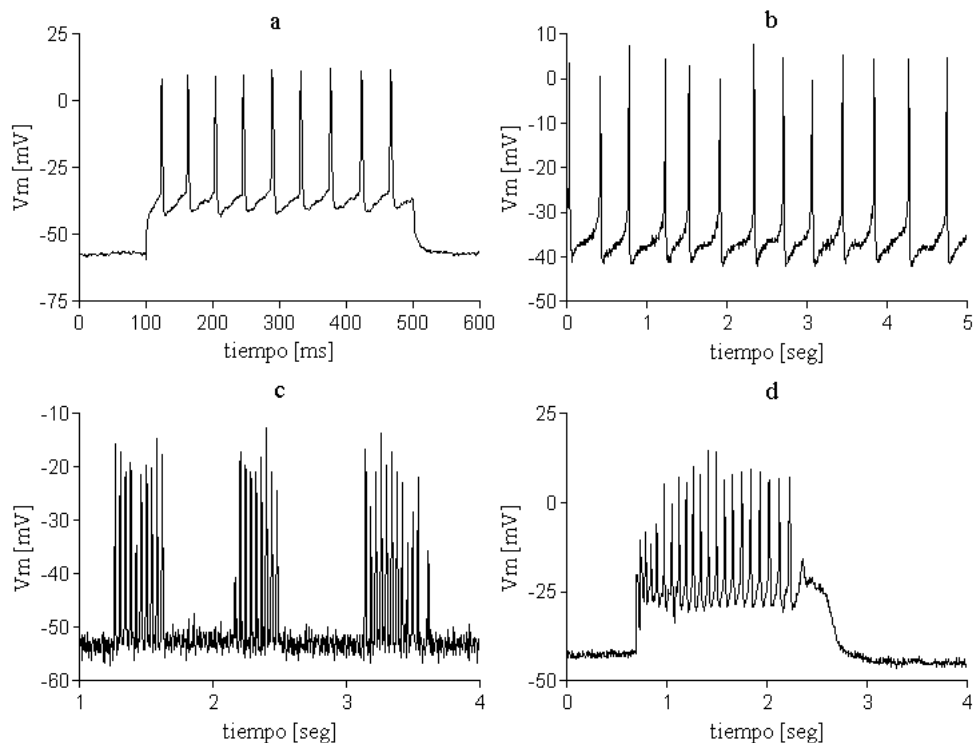 a
25
0
-25
-50
-75
Vm [mV]
0 100 200 300 400 500 600
tiempo [ms]
b
10
0
-10
-20
-30
-40
-50
Vm [mV]
0 1 2 3 4 5
tiempo [seg]
c
-10
-20
-30
-40
-50
-60
Vm [mV]
1 2 3 4
tiempo [seg]
d
25
0
-25
-50
Vm [mV]
0 1 2 3 4
tiempo [seg]